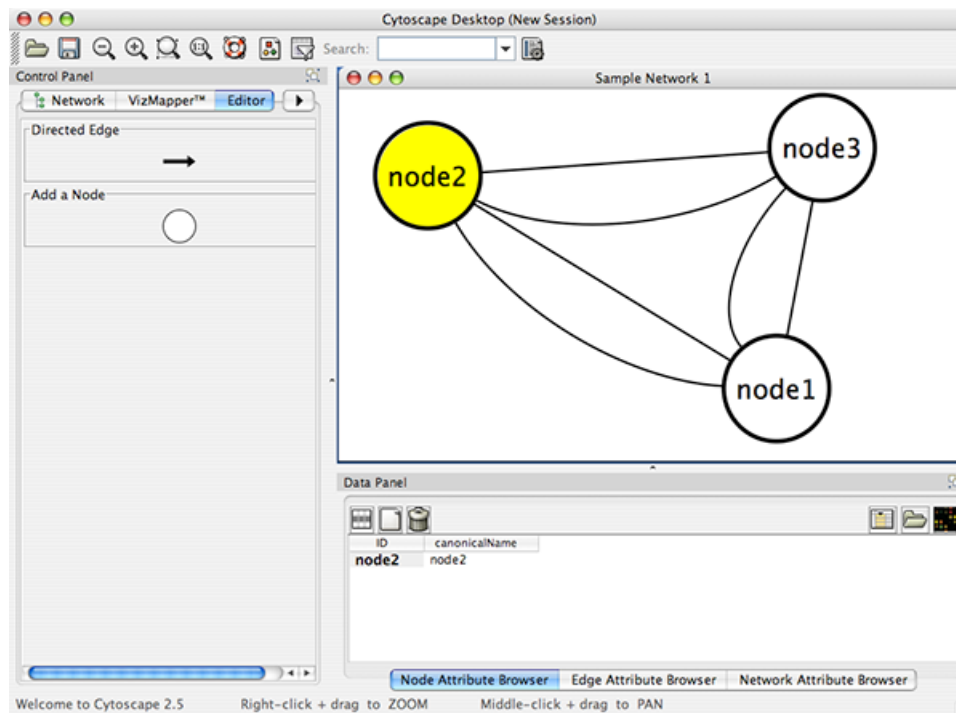 Cytoscape Desktop (New Session)
Search:
Control Panel
Network VizMapper™ Editor
Directed Edge
Add a Node
Sample Network 1
node2
node3
node1
Data Panel
ID canonicalName
node2 node2
Node Attribute Browser Edge Attribute Browser Network Attribute Browser
Welcome to Cytoscape 2.5 Right-click + drag to ZOOM Middle-click + drag to PAN